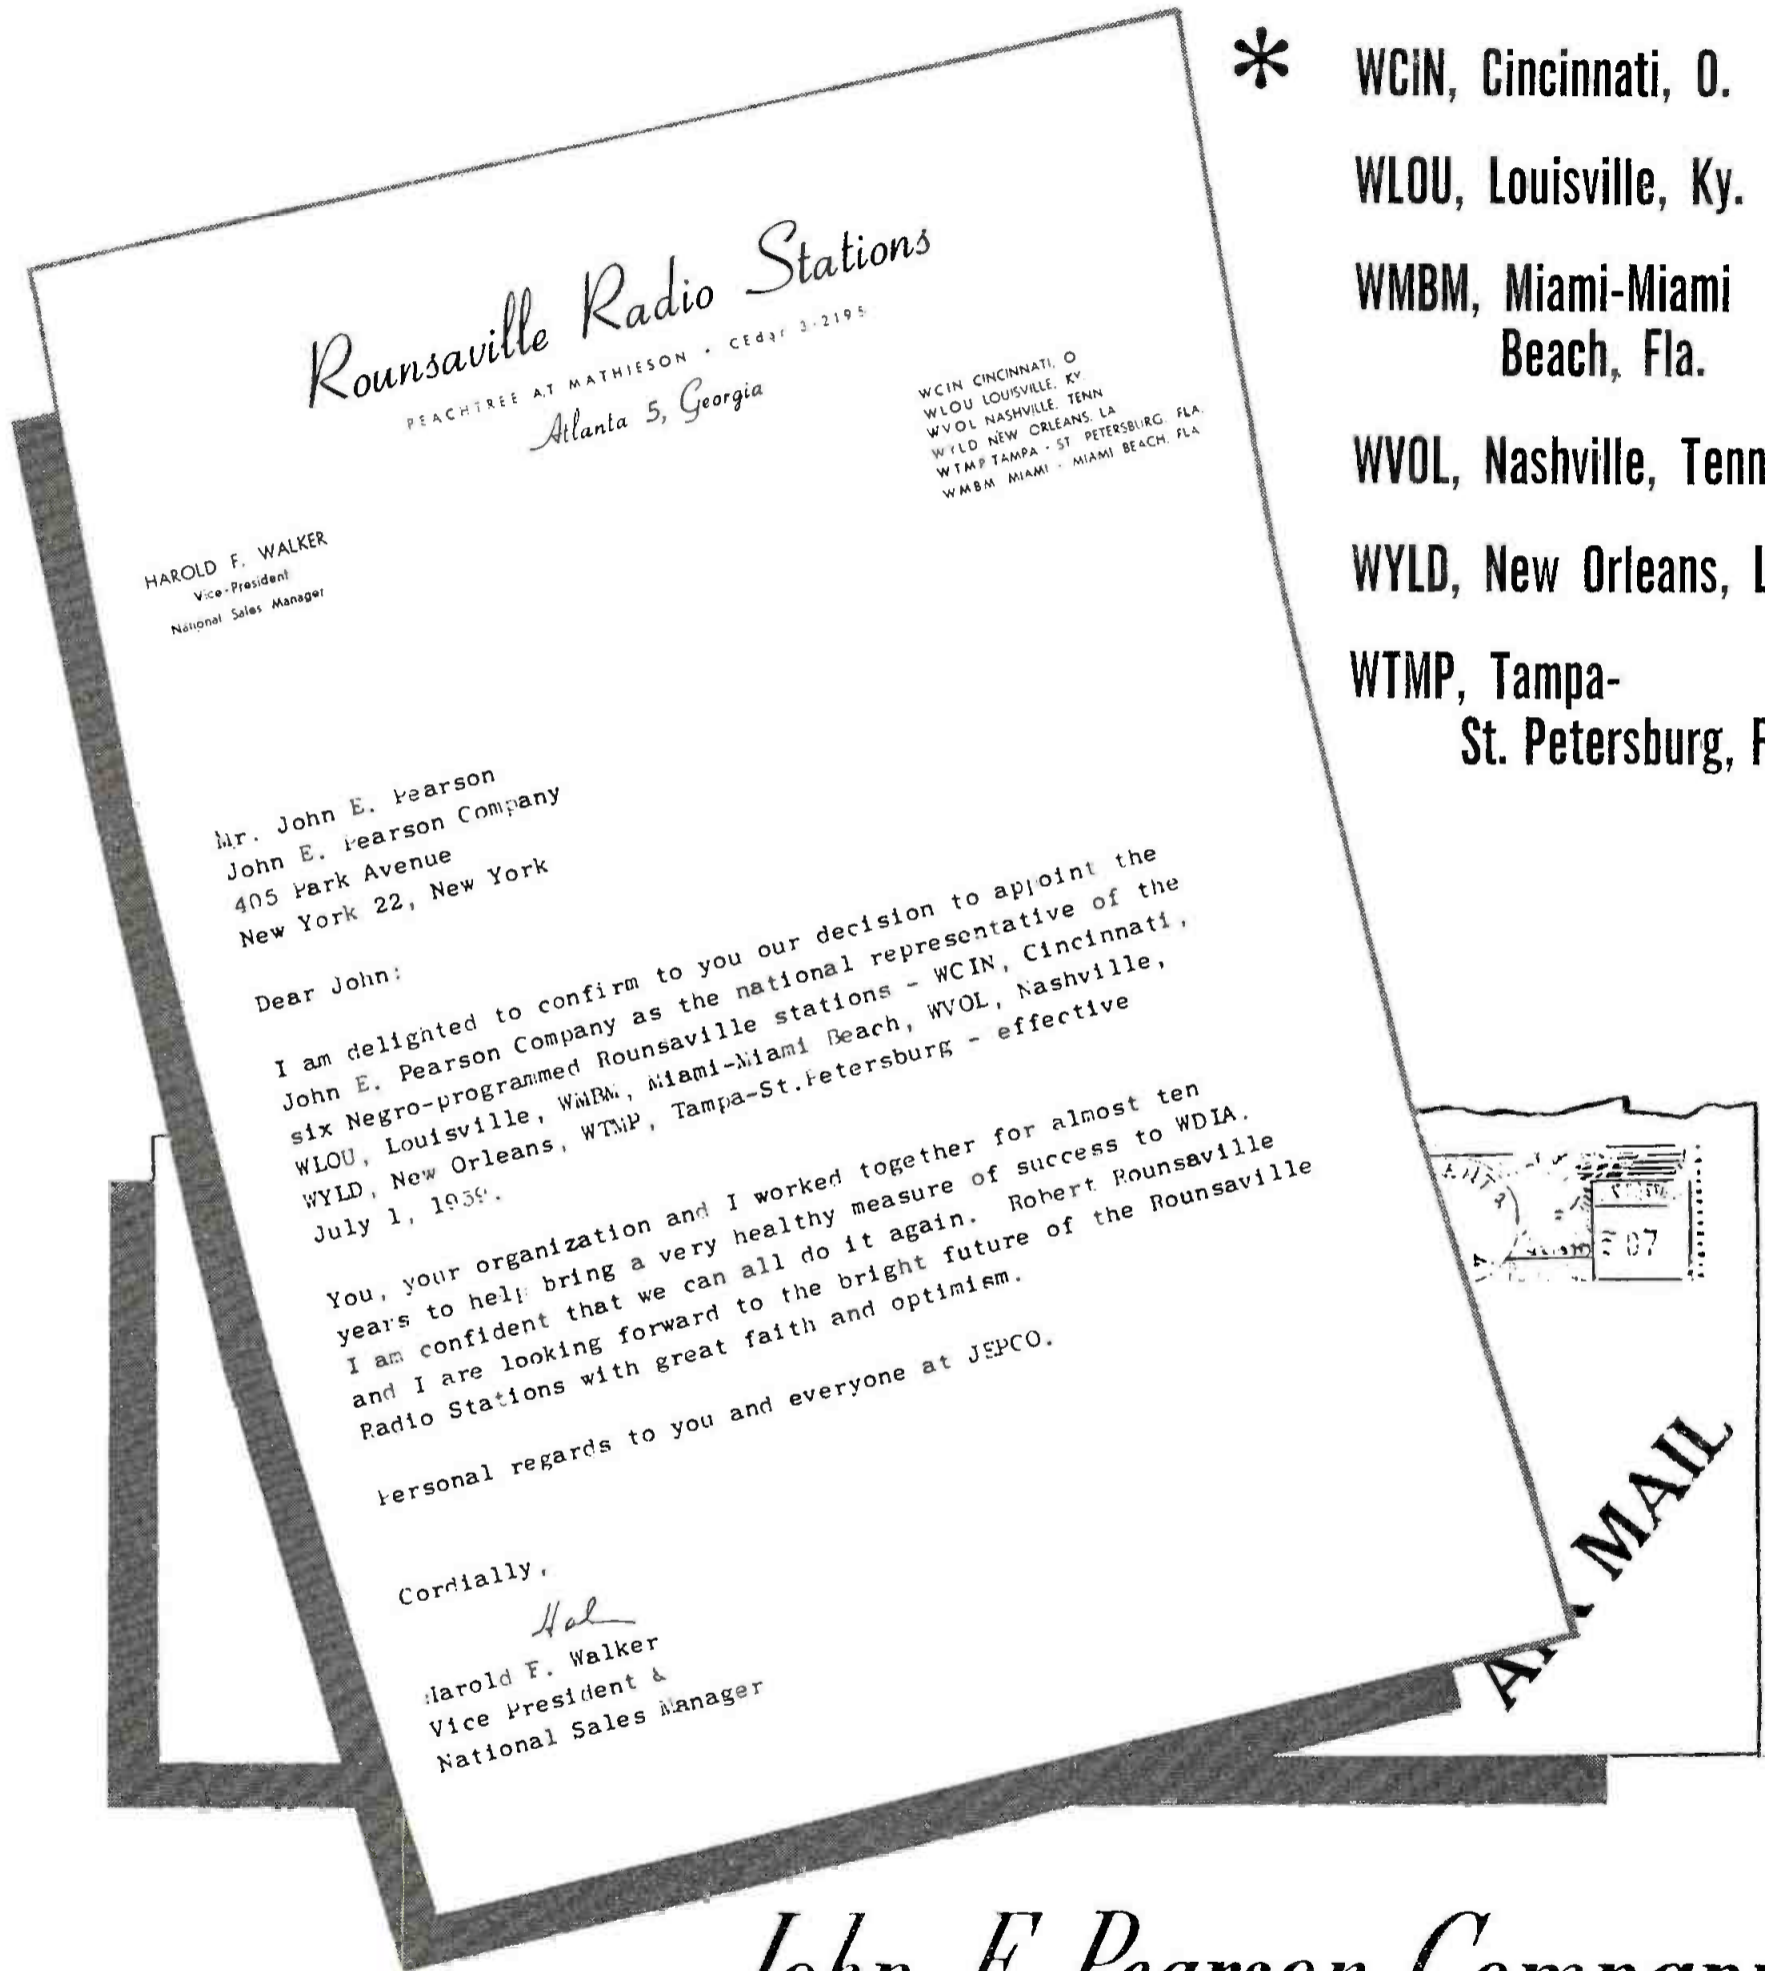 * WCIN, Cincinnati, O.
WLOU, Louisville, Ky.
WMBM, Miami-Miami
Beach, Fla.
WVOL, Nashville, Tenn
WYLD, New Orleans, L
WTMP, Tampa-
St. Petersburg, F
Rounsaville Radio Stations
PEACHTREE AT MATHIESON • CEdar 3-2195
Atlanta 5, Georgia
WCIN CINCINNATI, O
WLOU LOUISVILLE, KY.
WVOL NASHVILLE, TENN
WYLD NEW ORLEANS, LA
WTMP TAMPA - ST PETERSBURG, FLA.
WMBM MIAMI - MIAMI BEACH, FLA
HAROLD F. WALKER
Vice-President
National Sales Manager
Mr. John E. Pearson
John E. Pearson Company
405 Park Avenue
New York 22, New York
Dear John:
I am delighted to confirm to you our decision to appoint the
John E. Pearson Company as the national representative of the
six Negro-programmed Rounsaville stations - WCIN, Cincinnati,
WLOU, Louisville, WMBM, Miami-Miami Beach, WVOL, Nashville,
WYLD, New Orleans, WTMP, Tampa-St.Petersburg - effective
July 1, 1959.
You, your organization and I worked together for almost ten
years to help bring a very healthy measure of success to WDIA.
I am confident that we can all do it again. Robert Rounsaville
and I are looking forward to the bright future of the Rounsaville
Radio Stations with great faith and optimism.
Personal regards to you and everyone at JEPCO.
Cordially,
Hal
Harold F. Walker
Vice President &
National Sales Manager
07
MAIL
John E Pearson Company